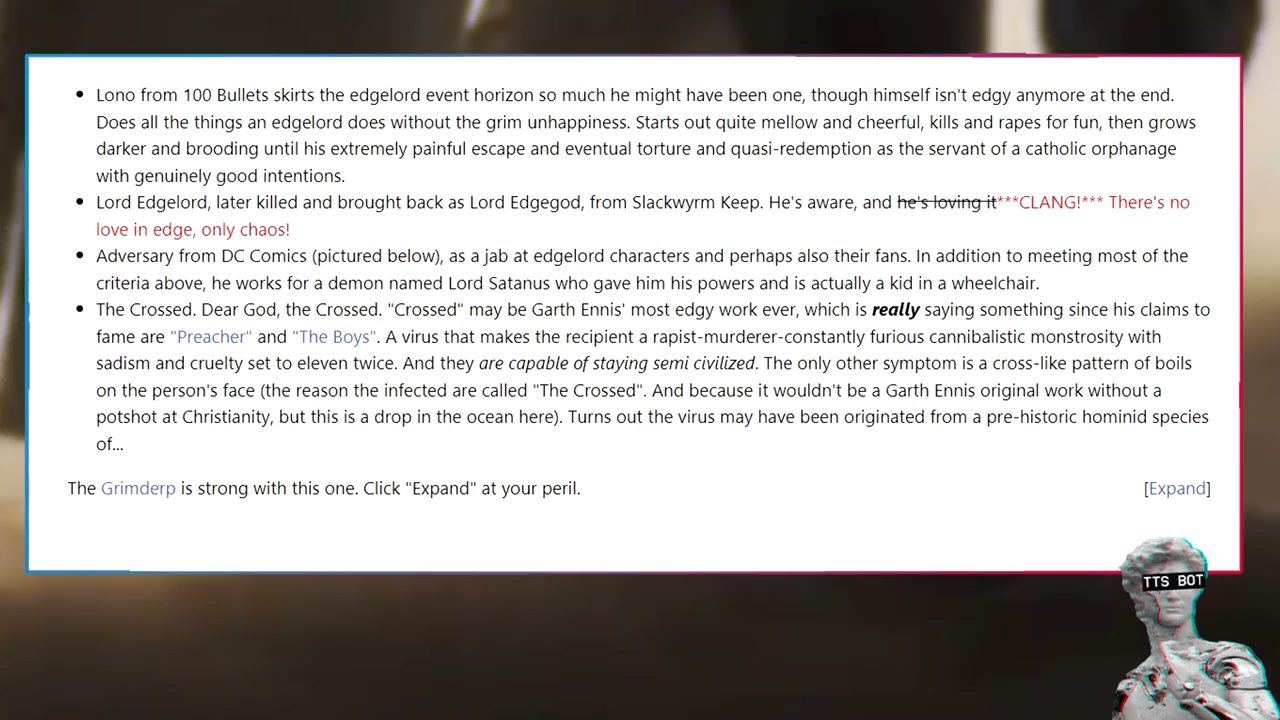 Lono from 100 Bullets skirts the edgelord event horizon so much he might have been one, though himself isn't edgy anymore at the end.
Does all the things an edgelord does without the grim unhappiness. Starts out quite mellow and cheerful, kills and rapes for fun, then grows
darker and brooding until his extremely painful escape and eventual torture and quasi-redemption as the servant of a catholic orphanage
with genuinely good intentions.
Lord Edgelord, later killed and brought back as Lord Edgegod, from Slackwyrm Keep. He's aware, and he's loving it***CLANG!*** There's no
love in edge, only chaos!
Adversary from DC Comics (pictured below), as a jab at edgelord characters and perhaps also their fans. In addition to meeting most of the
criteria above, he works for a demon named Lord Satanus who gave him his powers and is actually a kid in a wheelchair.
The Crossed. Dear God, the Crossed. "Crossed" may be Garth Ennis' most edgy work ever, which is really saying something since his claims to
fame are "Preacher" and "The Boys". A virus that makes the recipient a rapist-murderer-constantly furious cannibalistic monstrosity with
sadism and cruelty set to eleven twice. And they are capable of staying semi civilized. The only other symptom is a cross-like pattern of boils
on the person's face (the reason the infected are called "The Crossed". And because it wouldn't be a Garth Ennis original work without a
potshot at Christianity, but this is a drop in the ocean here). Turns out the virus may have been originated from a pre-historic hominid species
of...
The Grimderp is strong with this one. Click "Expand" at your peril. [Expand]
TTS BOT